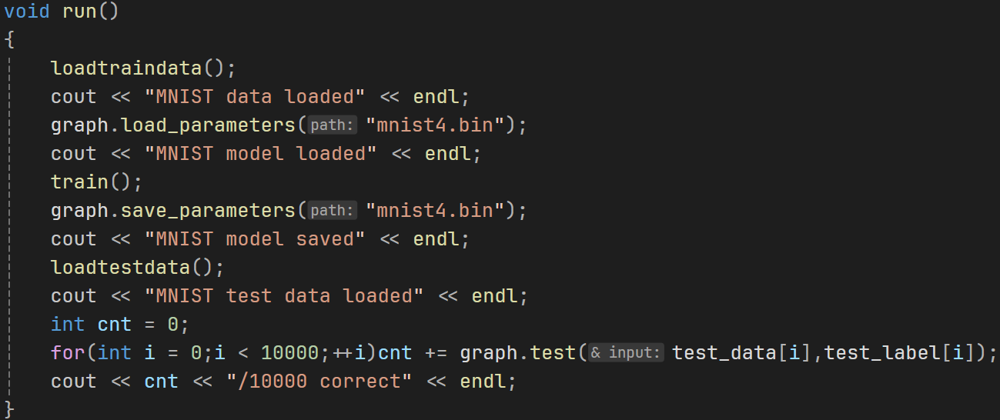 void run()
{
    loadtraindata();
    cout << "MNIST data loaded" << endl;
    graph.load_parameters(path: "mnist4.bin");
    cout << "MNIST model loaded" << endl;
    train();
    graph.save_parameters(path: "mnist4.bin");
    cout << "MNIST model saved" << endl;
    loadtestdata();
    cout << "MNIST test data loaded" << endl;
    int cnt = 0;
    for(int i = 0;i < 10000;++i)cnt += graph.test(& input: test_data[i],test_label[i]);
    cout << cnt << "/10000 correct" << endl;
}